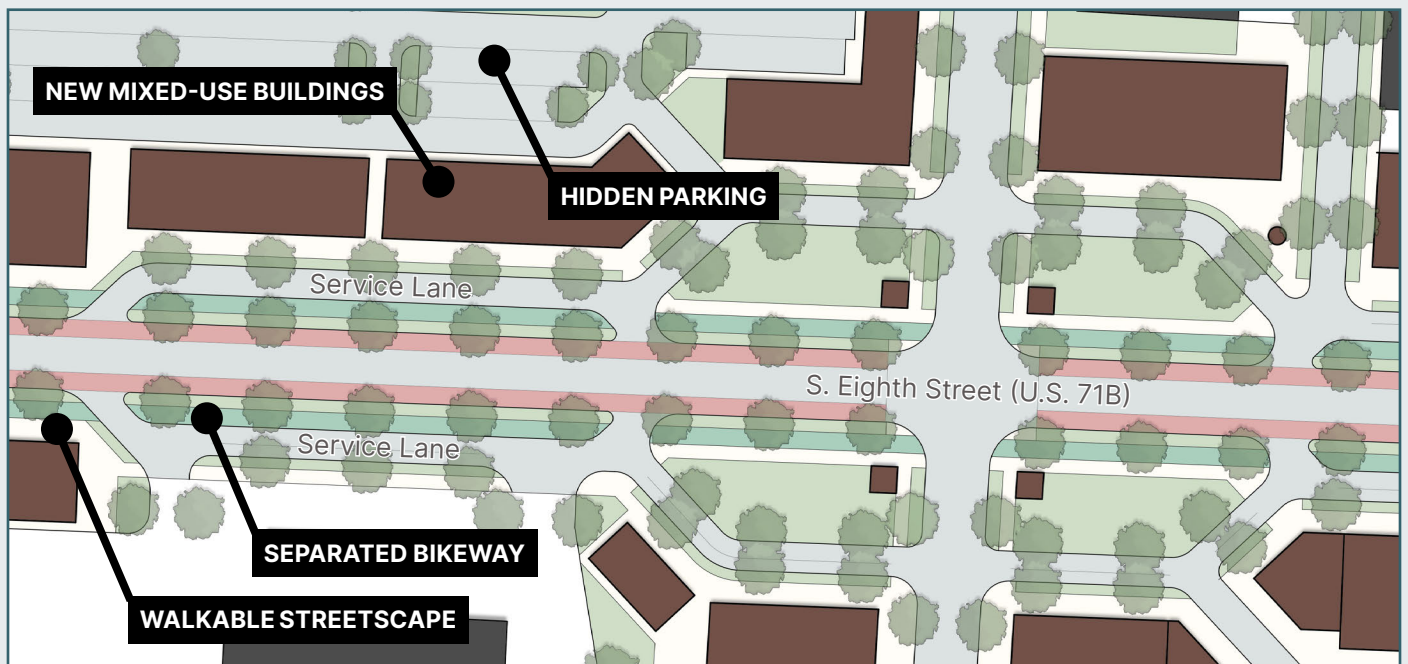 NEW MIXED-USE BUILDINGS
HIDDEN PARKING
Service Lane
S. Eighth Street (U.S. 71B)
Service Lane
SEPARATED BIKEWAY
WALKABLE STREETSCAPE